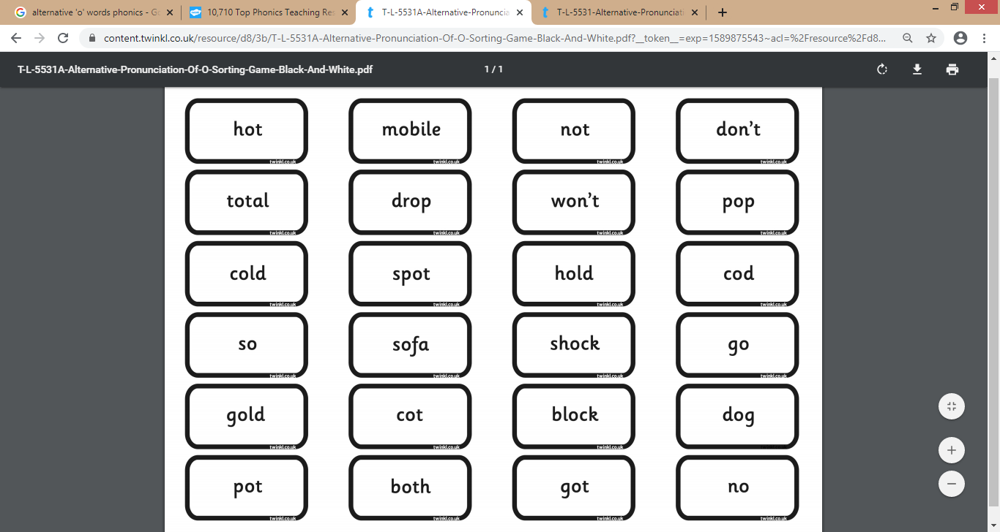 alternative 'o' words phonics - Go
10,710 Top Phonics Teaching Res
T-L-5531A-Alternative-Pronuncia
T-L-5531-Alternative-Pronunciati
content.twinkl.co.uk/resource/d8/3b/T-L-5531A-Alternative-Pronunciation-Of-O-Sorting-Game-Black-And-White.pdf?__token__=exp=1589875543~acl=%2Fresource%2Fd8...
T-L-5531A-Alternative-Pronunciation-Of-O-Sorting-Game-Black-And-White.pdf 1 / 1
hot mobile not don't
twinkl.co.uk twinkl.co.uk twinkl.co.uk twinkl.co.uk
total drop won't pop
twinkl.co.uk twinkl.co.uk twinkl.co.uk twinkl.co.uk
cold spot hold cod
twinkl.co.uk twinkl.co.uk twinkl.co.uk twinkl.co.uk
so sofa shock go
twinkl.co.uk twinkl.co.uk twinkl.co.uk twinkl.co.uk
gold cot block dog
twinkl.co.uk twinkl.co.uk twinkl.co.uk
pot both got no
twinkl.co.uk twinkl.co.uk twinkl.co.uk twinkl.co.uk